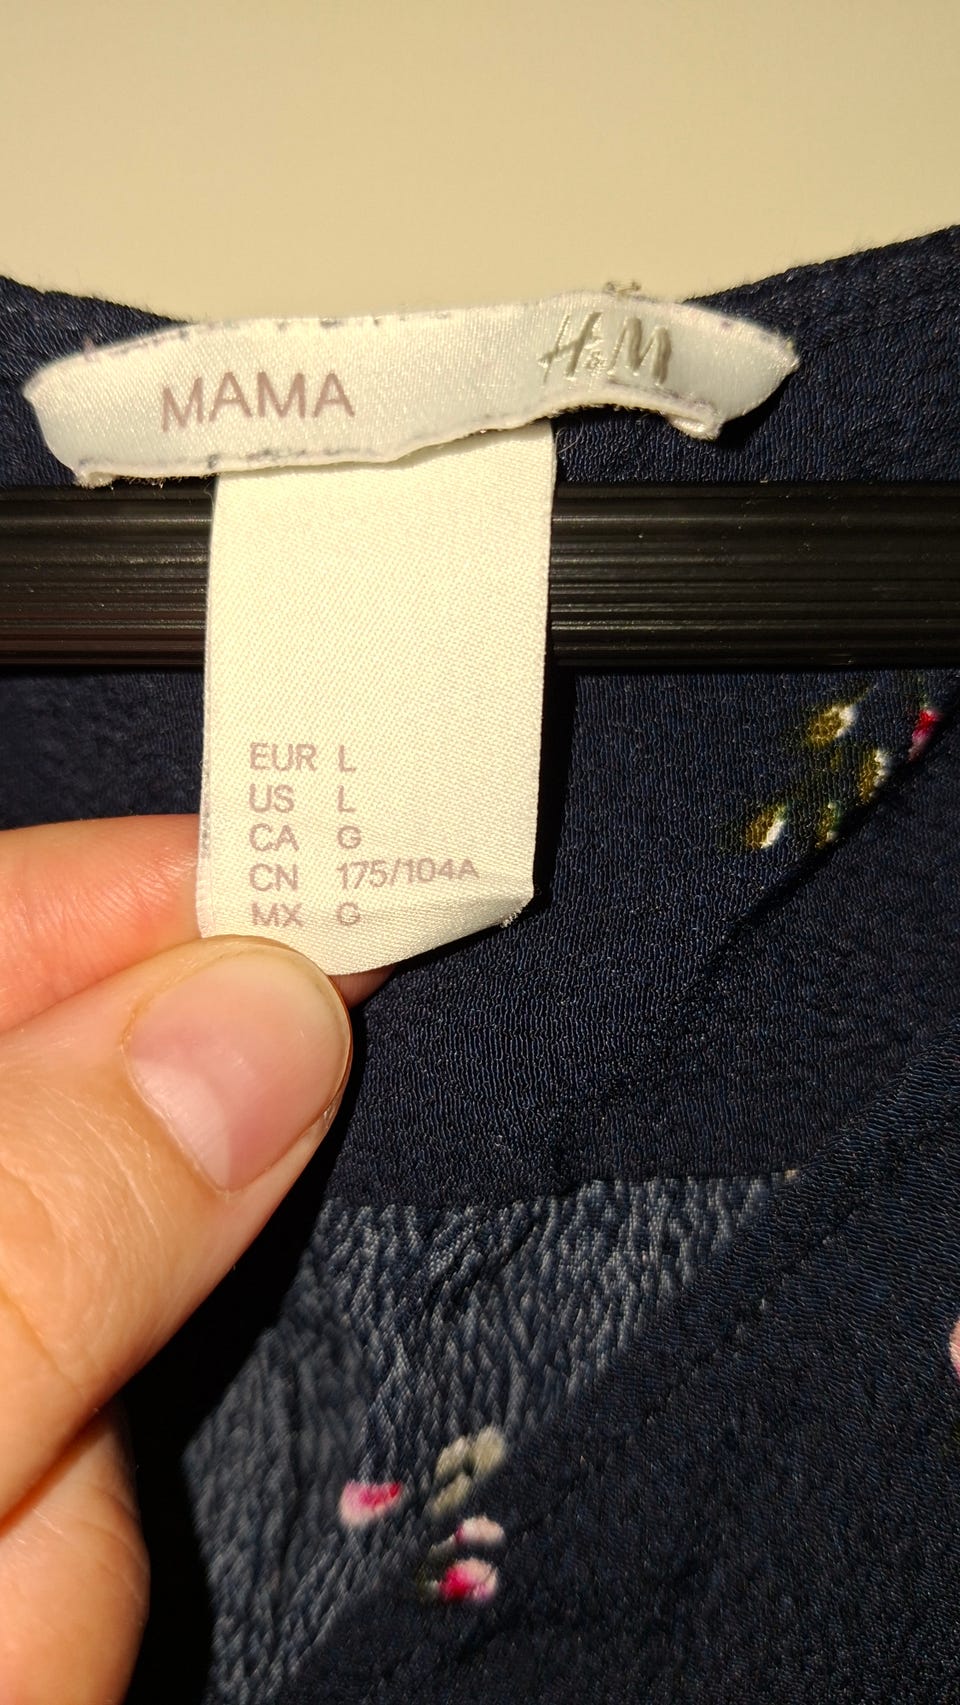 MAMA H&M
EUR L
US L
CA G
CN 175/104A
MX G